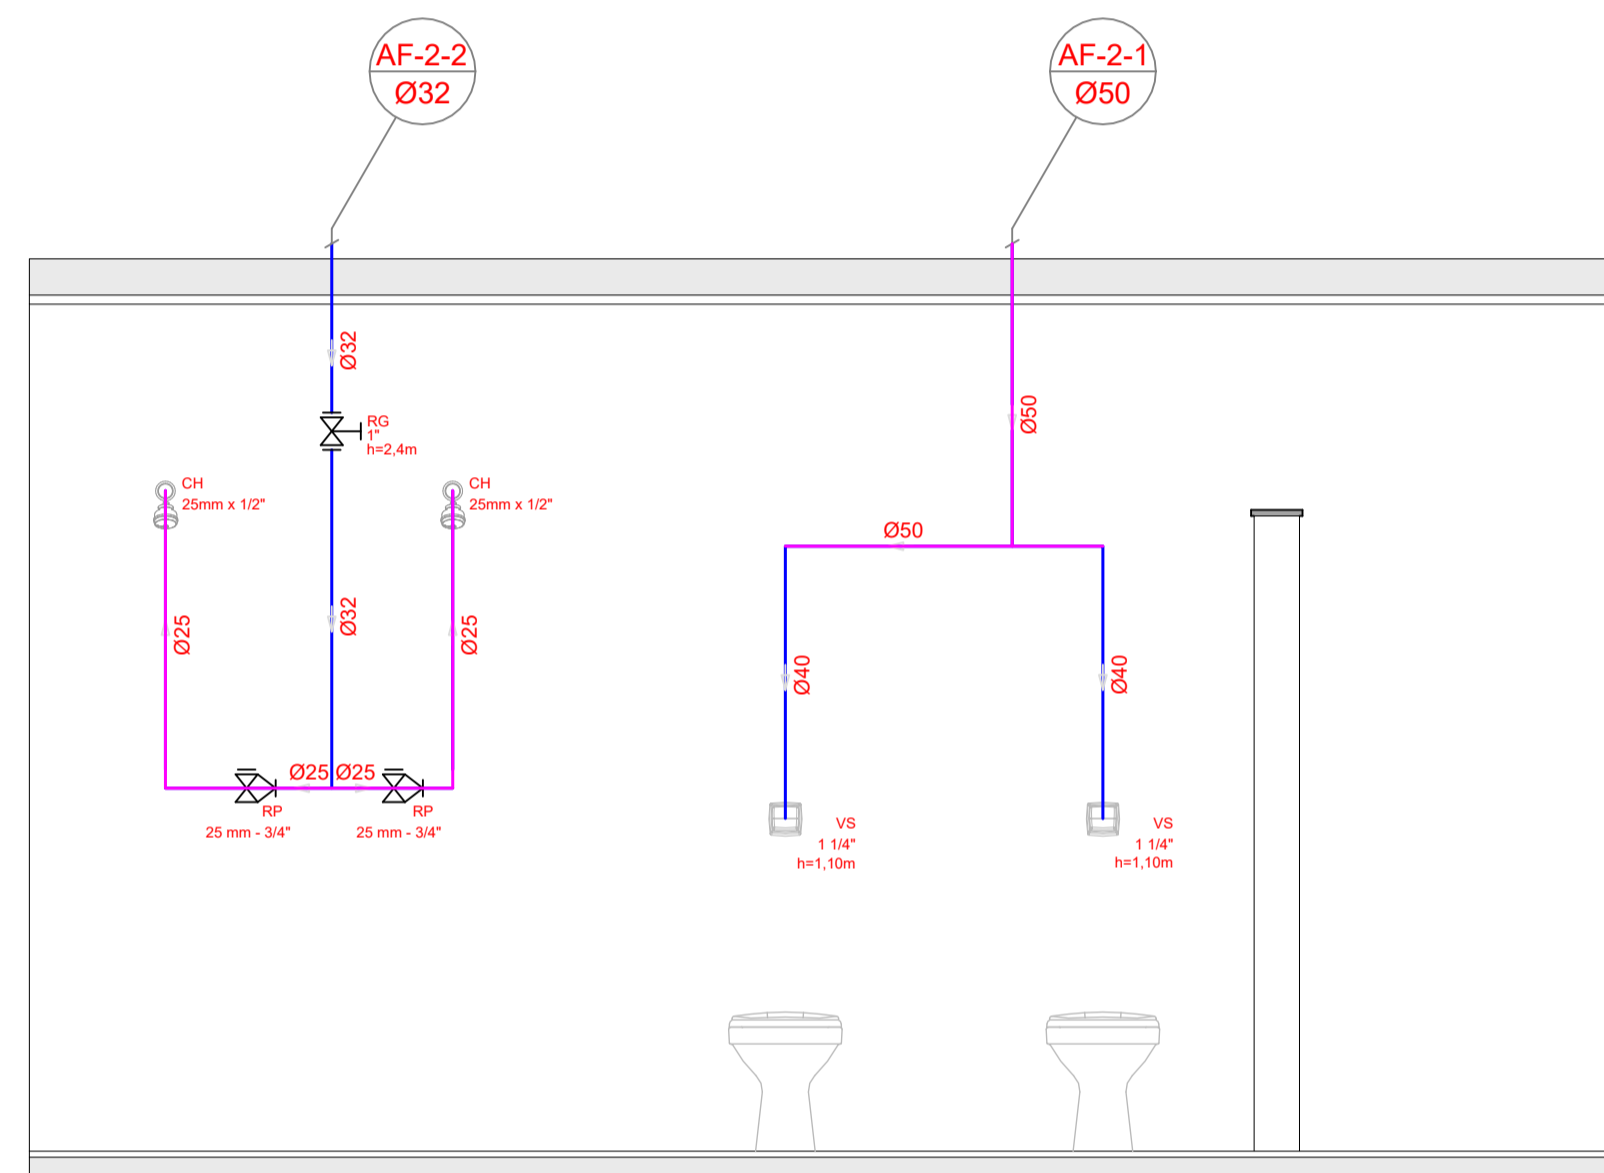 AF-2-2
Ø32
AF-2-1
Ø50
Ø32
RG
1"
h=2,4m
Ø50
CH
25mm x 1/2"
CH
25mm x 1/2"
Ø50
Ø25
Ø32
Ø25
Ø40
Ø40
Ø25
Ø25
RP
25 mm - 3/4"
RP
25 mm - 3/4"
VS
1 1/4"
h=1,10m
VS
1 1/4"
h=1,10m